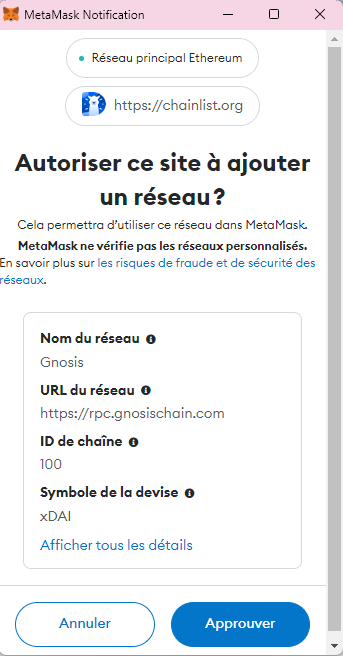 MetaMask Notification
Réseau principal Ethereum
https://chainlist.org
Autoriser ce site à ajouter
un réseau ?
Cela permettra d’utiliser ce réseau dans MetaMask.
MetaMask ne vérifie pas les réseaux personnalisés.
En savoir plus sur les risques de fraude et de sécurité des
réseaux.
Nom du réseau
Gnosis
URL du réseau
https://rpc.gnosischain.com
ID de chaîne
100
Symbole de la devise
xDAI
Afficher tous les détails
Annuler
Approuver